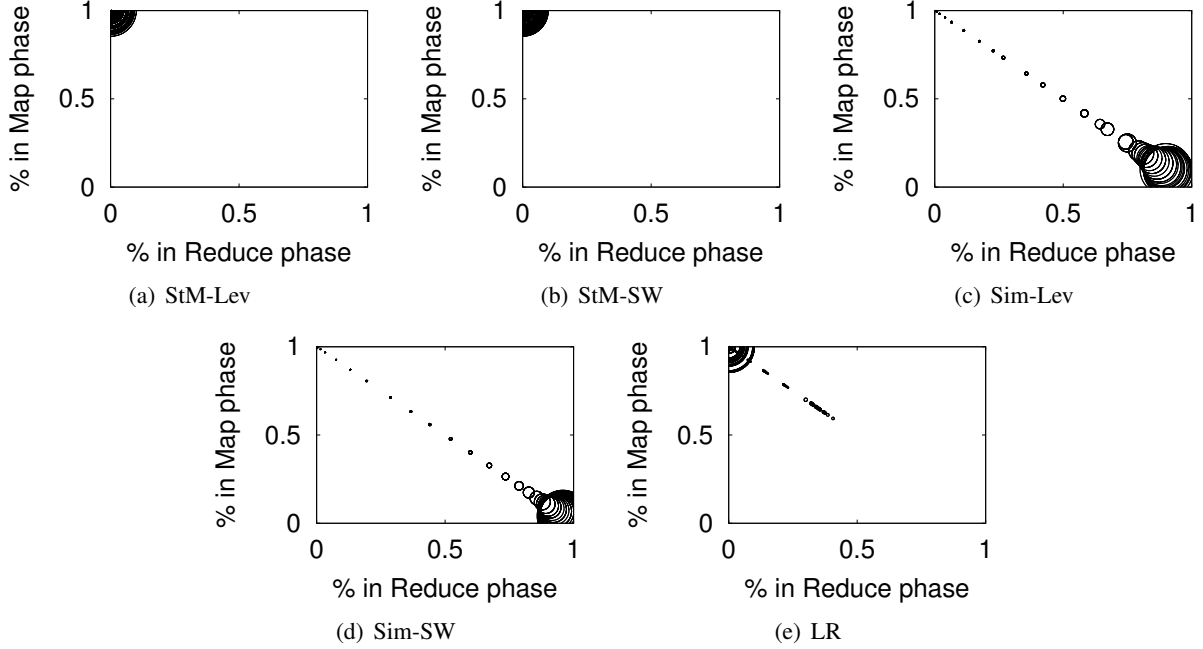 1
0.5
0
0 0.5 1
% in Map phase
% in Reduce phase
(a) StM-Lev
1
0.5
0
0 0.5 1
% in Map phase
% in Reduce phase
(b) StM-SW
1
0.5
0
0 0.5 1
% in Map phase
% in Reduce phase
(c) Sim-Lev
1
0.5
0
0 0.5 1
% in Map phase
% in Reduce phase
(d) Sim-SW
1
0.5
0
0 0.5 1
% in Map phase
% in Reduce phase
(e) LR